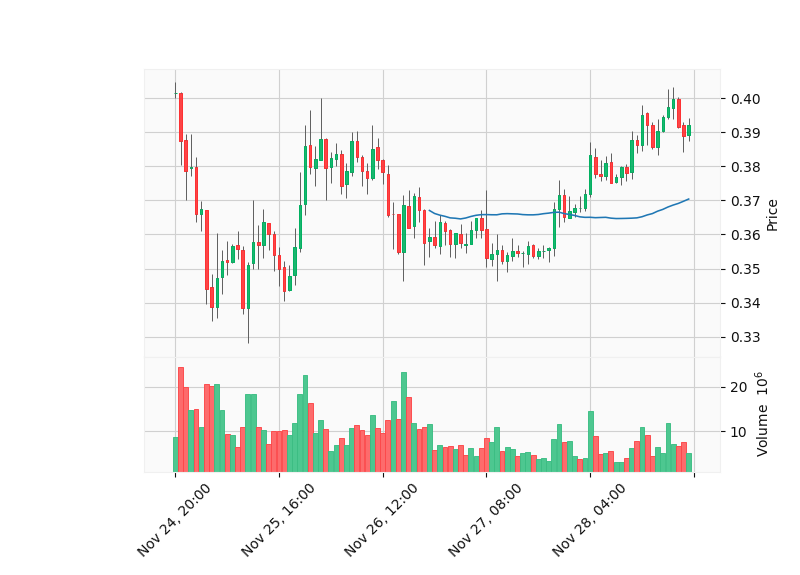 0.40
0.39
0.38
0.37
0.36
0.35
0.34
0.33
Price
20
10
Volume 10^6
Nov 24, 20:00
Nov 25, 16:00
Nov 26, 12:00
Nov 27, 08:00
Nov 28, 04:00